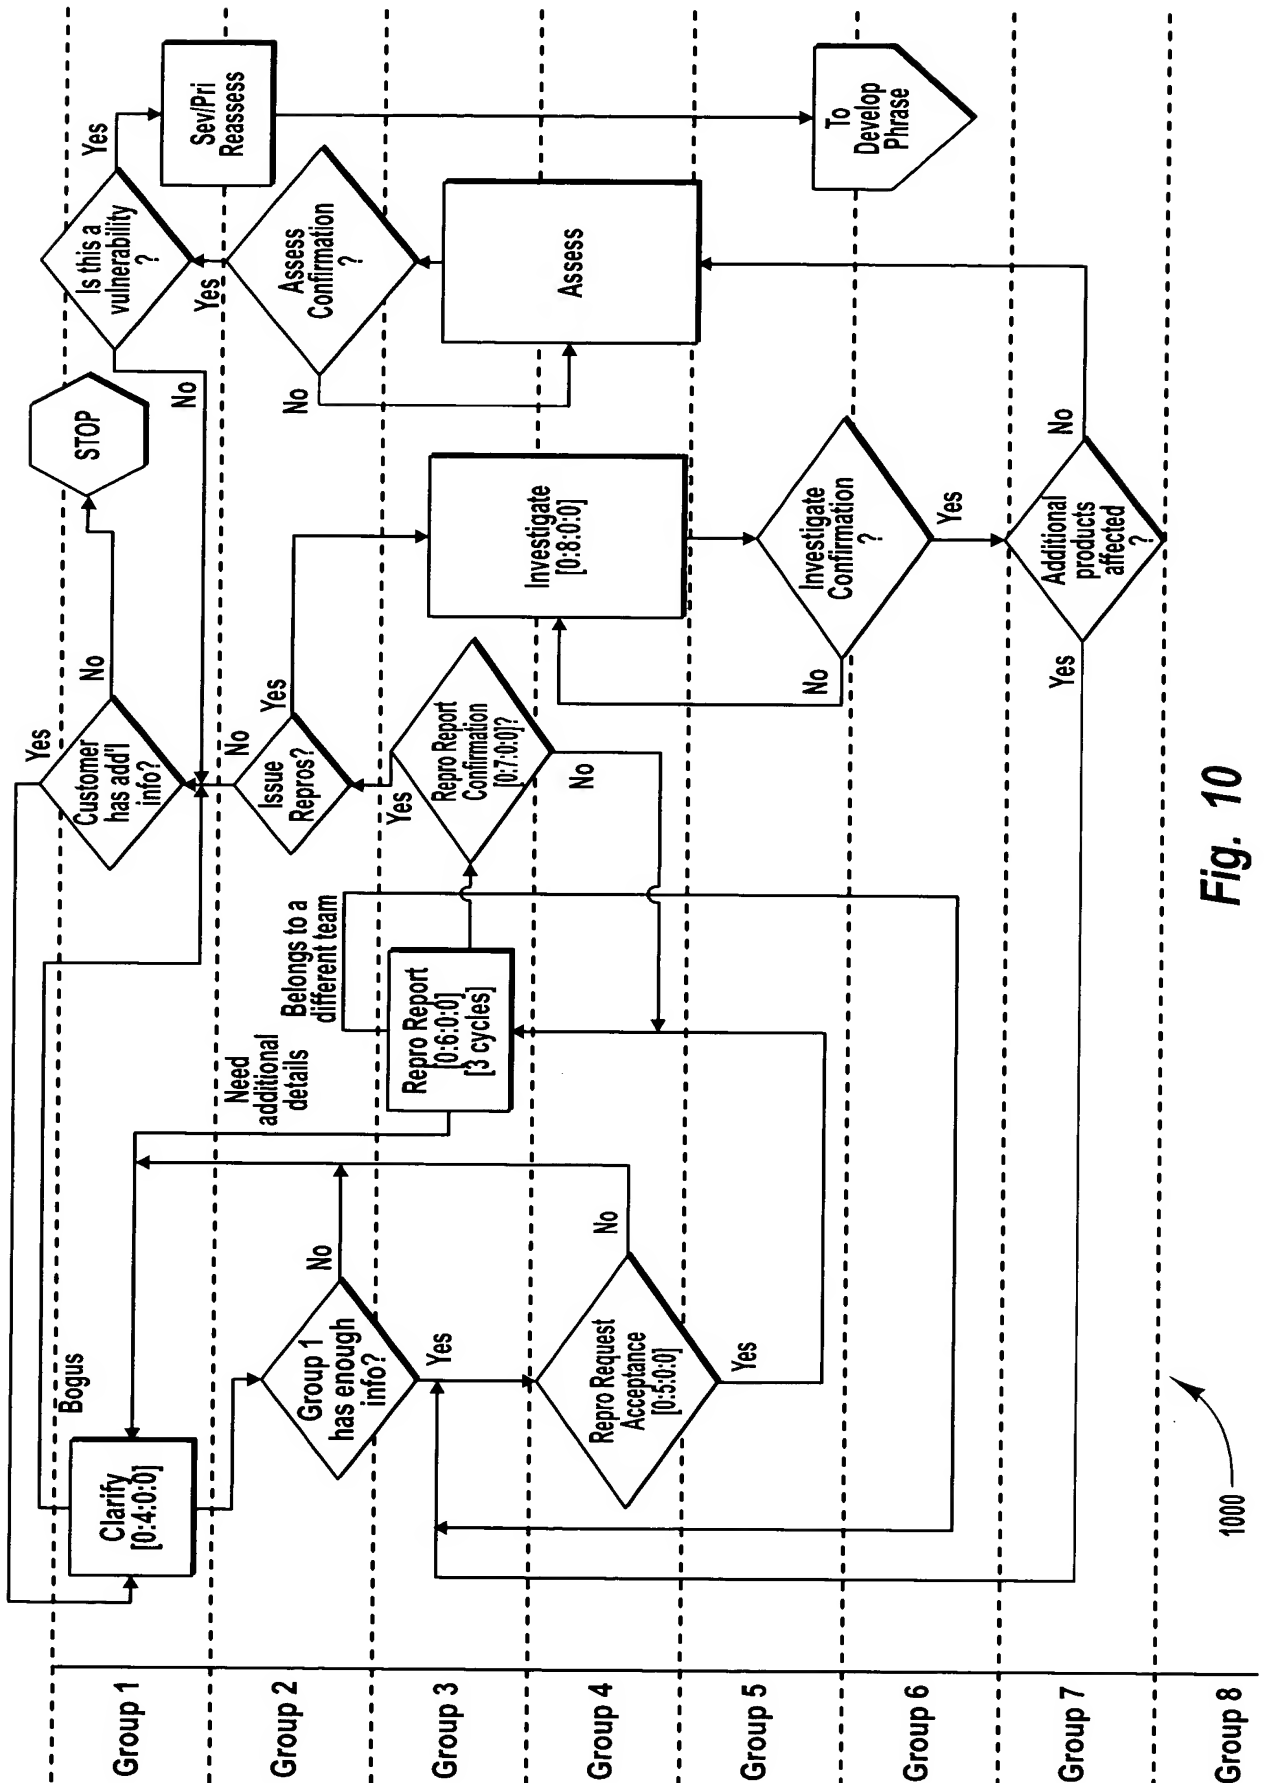 Group 1
Group 2
Group 3
Group 4
Group 5
Group 6
Group 7
Group 8
Clarify
[0:4:0:0]
Bogus
Group 1
has enough
info?
No
Yes
Repro Request
Acceptance
[0:5:0:0]
No
Yes
Need
additional
details
Belongs to a
different team
Repro Report
[0:6:0:0]
[3 cycles]
Customer
has add'l
info?
Yes
No
Issue
Repros?
No
Yes
Repro Report
Confirmation
[0:7:0:0]?
Yes
No
STOP
Investigate
[0:8:0:0]
Investigate
Confirmation
?
No
Yes
Additional
products
affected
?
Yes
No
Is this a
vulnerability
?
Yes
No
Assess
Confirmation
?
Yes
No
Assess
Sev/Pri
Reassess
To
Develop
Phrase
1000
Fig. 10